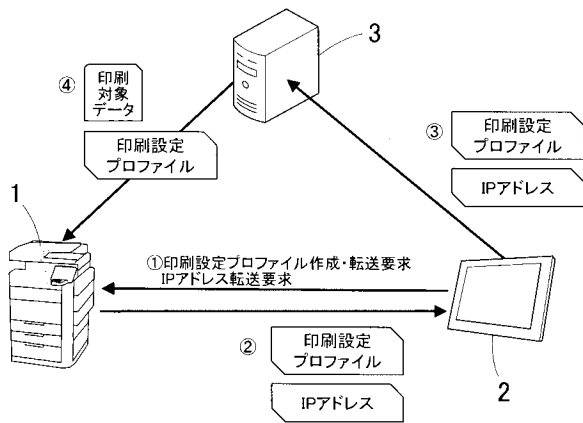 3
④
印刷
対象
データ
印刷設定
プロファイル
③
印刷設定
プロファイル
IPアドレス
1
①印刷設定プロファイル作成・転送要求
IPアドレス転送要求
②
印刷設定
プロファイル
IPアドレス
2